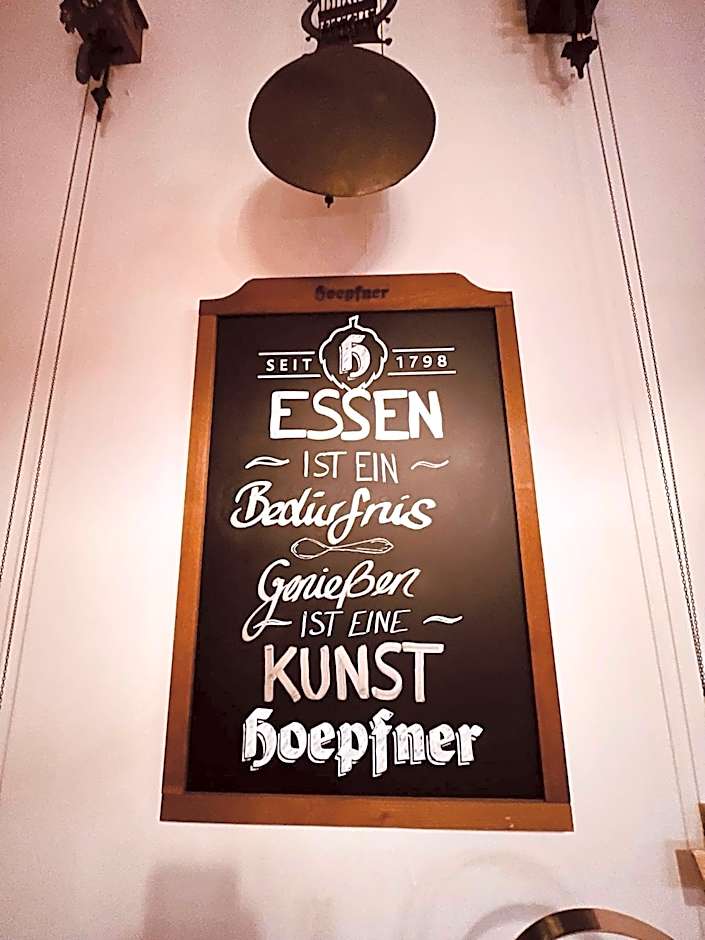 Hoepfner
SEIT H 1798
ESSEN
~ IST EIN ~
Bedürfnis
Genießen
~ IST EINE ~
KUNST
Hoepfner